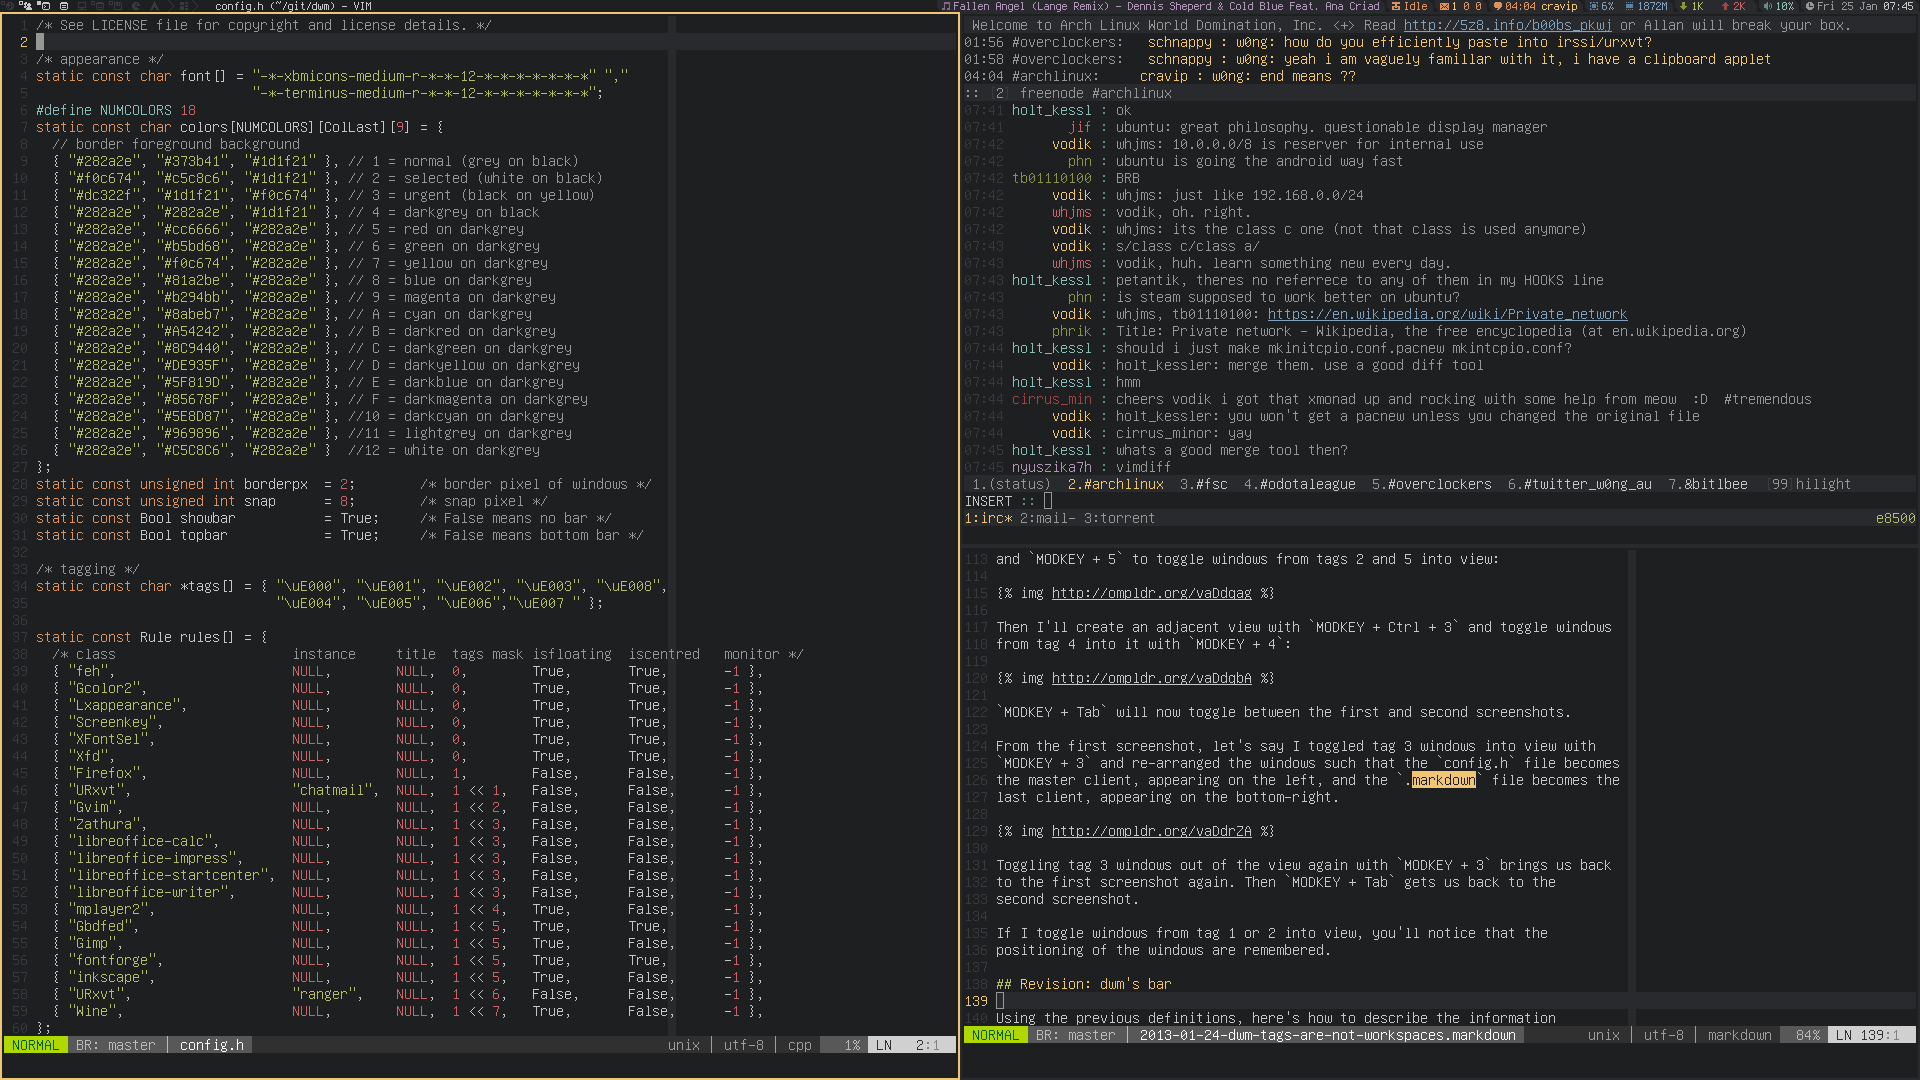 config.h (~/git/dwm) - VIM
Fallen Angel (Lange Remix) - Dennis Sheperd & Cold Blue Feat. Ana Criad
Idle
1 0 0
04:04 cravip
6%
1872M
1K
2K
10%
Fri 25 Jan 07:45
1 /* See LICENSE file for copyright and license details. */
2
3 /* appearance */
4 static const char font[] = "-*-xbmicons-medium-r-*-*-12-*-*-*-*-*-*-*" ","
5 "-*-terminus-medium-r-*-*-12-*-*-*-*-*-*-*";
6 #define NUMCOLORS 18
7 static const char colors[NUMCOLORS][ColLast][9] = {
8 // border foreground background
9 { "#282a2e", "#373b41", "#1d1f21" }, // 1 = normal (grey on black)
10 { "#f0c674", "#c5c8c6", "#1d1f21" }, // 2 = selected (white on black)
11 { "#dc322f", "#1d1f21", "#f0c674" }, // 3 = urgent (black on yellow)
12 { "#282a2e", "#282a2e", "#1d1f21" }, // 4 = darkgrey on black
13 { "#282a2e", "#cc6666", "#282a2e" }, // 5 = red on darkgrey
14 { "#282a2e", "#b5bd68", "#282a2e" }, // 6 = green on darkgrey
15 { "#282a2e", "#f0c674", "#282a2e" }, // 7 = yellow on darkgrey
16 { "#282a2e", "#81a2be", "#282a2e" }, // 8 = blue on darkgrey
17 { "#282a2e", "#b294bb", "#282a2e" }, // 9 = magenta on darkgrey
18 { "#282a2e", "#8abeb7", "#282a2e" }, // A = cyan on darkgrey
19 { "#282a2e", "#A54242", "#282a2e" }, // B = darkred on darkgrey
20 { "#282a2e", "#8C9440", "#282a2e" }, // C = darkgreen on darkgrey
21 { "#282a2e", "#DE935F", "#282a2e" }, // D = darkyellow on darkgrey
22 { "#282a2e", "#5F819D", "#282a2e" }, // E = darkblue on darkgrey
23 { "#282a2e", "#85678F", "#282a2e" }, // F = darkmagenta on darkgrey
24 { "#282a2e", "#5E8D87", "#282a2e" }, //10 = darkcyan on darkgrey
25 { "#282a2e", "#969896", "#282a2e" }, //11 = lightgrey on darkgrey
26 { "#282a2e", "#C5C8C6", "#282a2e" } //12 = white on darkgrey
27 };
28 static const unsigned int borderpx = 2; /* border pixel of windows */
29 static const unsigned int snap = 8; /* snap pixel */
30 static const Bool showbar = True; /* False means no bar */
31 static const Bool topbar = True; /* False means bottom bar */
32
33 /* tagging */
34 static const char *tags[] = { "\uE000", "\uE001", "\uE002", "\uE003", "\uE008",
35 "\uE004", "\uE005", "\uE006","\uE007 " };
36
37 static const Rule rules[] = {
38 /* class instance title tags mask isfloating iscentred monitor */
39 { "feh", NULL, NULL, 0, True, True, -1 },
40 { "Gcolor2", NULL, NULL, 0, True, True, -1 },
41 { "Lxappearance", NULL, NULL, 0, True, True, -1 },
42 { "Screenkey", NULL, NULL, 0, True, True, -1 },
43 { "XFontSel", NULL, NULL, 0, True, True, -1 },
44 { "Xfd", NULL, NULL, 0, True, True, -1 },
45 { "Firefox", NULL, NULL, 1, False, False, -1 },
46 { "URxvt", "chatmail", NULL, 1 << 1, False, False, -1 },
47 { "Gvim", NULL, NULL, 1 << 2, False, False, -1 },
48 { "Zathura", NULL, NULL, 1 << 3, False, False, -1 },
49 { "libreoffice-calc", NULL, NULL, 1 << 3, False, False, -1 },
50 { "libreoffice-impress", NULL, NULL, 1 << 3, False, False, -1 },
51 { "libreoffice-startcenter", NULL, NULL, 1 << 3, False, False, -1 },
52 { "libreoffice-writer", NULL, NULL, 1 << 3, False, False, -1 },
53 { "mplayer2", NULL, NULL, 1 << 4, True, False, -1 },
54 { "Gbdfed", NULL, NULL, 1 << 5, True, True, -1 },
55 { "Gimp", NULL, NULL, 1 << 5, True, False, -1 },
56 { "fontforge", NULL, NULL, 1 << 5, True, True, -1 },
57 { "inkscape", NULL, NULL, 1 << 5, True, False, -1 },
58 { "URxvt", "ranger", NULL, 1 << 6, False, False, -1 },
59 { "Wine", NULL, NULL, 1 << 7, True, False, -1 },
60 };
NORMAL BR: master | config.h unix | utf-8 | cpp 1% LN 2:1
Welcome to Arch Linux World Domination, Inc. <+> Read http://5z8.info/b00bs_pkwj or Allan will break your box.
01:56 #overclockers: schnappy : w0ng: how do you efficiently paste into irssi/urxvt?
01:58 #overclockers: schnappy : w0ng: yeah i am vaguely familiar with it, i have a clipboard applet
04:04 #archlinux: cravip : w0ng: end means ??
:: [2] freenode #archlinux
07:41 holt_kessl : ok
07:41 jif : ubuntu: great philosophy. questionable display manager
07:42 vodik : whjms: 10.0.0.0/8 is reserver for internal use
07:42 phn : ubuntu is going the android way fast
07:42 tb01110100 : BRB
07:42 vodik : whjms: just like 192.168.0.0/24
07:42 whjms : vodik, oh. right.
07:42 vodik : whjms: its the class c one (not that class is used anymore)
07:43 vodik : s/class c/class a/
07:43 whjms : vodik, huh. learn something new every day.
07:43 holt_kessl : petantik, theres no referrece to any of them in my HOOKS line
07:43 phn : is steam supposed to work better on ubuntu?
07:43 vodik : whjms, tb01110100: https://en.wikipedia.org/wiki/Private_network
07:43 phrik : Title: Private network - Wikipedia, the free encyclopedia (at en.wikipedia.org)
07:44 holt_kessl : should i just make mkinitcpio.conf.pacnew mkintcpio.conf?
07:44 vodik : holt_kessler: merge them. use a good diff tool
07:44 holt_kessl : hmm
07:44 cirrus_min : cheers vodik i got that xmonad up and rocking with some help from meow :D #tremendous
07:44 vodik : holt_kessler: you won't get a pacnew unless you changed the original file
07:44 vodik : cirrus_minor: yay
07:45 holt_kessl : whats a good merge tool then?
07:45 nyuszika7h : vimdiff
1.(status) 2.#archlinux 3.#fsc 4.#odotaleague 5.#overclockers 6.#twitter_w0ng_au 7.&bitlbee [99]hilight
INSERT ::
1:irc* 2:mail- 3:torrent e8500
113 and `MODKEY + 5` to toggle windows from tags 2 and 5 into view:
114
115 {% img http://ompldr.org/vaDdqag %}
116
117 Then I'll create an adjacent view with `MODKEY + Ctrl + 3` and toggle windows
118 from tag 4 into it with `MODKEY + 4`:
119
120 {% img http://ompldr.org/vaDdqbA %}
121
122 `MODKEY + Tab` will now toggle between the first and second screenshots.
123
124 From the first screenshot, let's say I toggled tag 3 windows into view with
125 `MODKEY + 3` and re-arranged the windows such that the `config.h` file becomes
126 the master client, appearing on the left, and the `.markdown` file becomes the
127 last client, appearing on the bottom-right.
128
129 {% img http://ompldr.org/vaDdrZA %}
130
131 Toggling tag 3 windows out of the view again with `MODKEY + 3` brings us back
132 to the first screenshot again. Then `MODKEY + Tab` gets us back to the
133 second screenshot.
134
135 If I toggle windows from tag 1 or 2 into view, you'll notice that the
136 positioning of the windows are remembered.
137
138 ## Revision: dwm's bar
139
140 Using the previous definitions, here's how to describe the information
NORMAL BR: master | 2013-01-24-dwm-tags-are-not-workspaces.markdown unix | utf-8 | markdown 84% LN 139:1